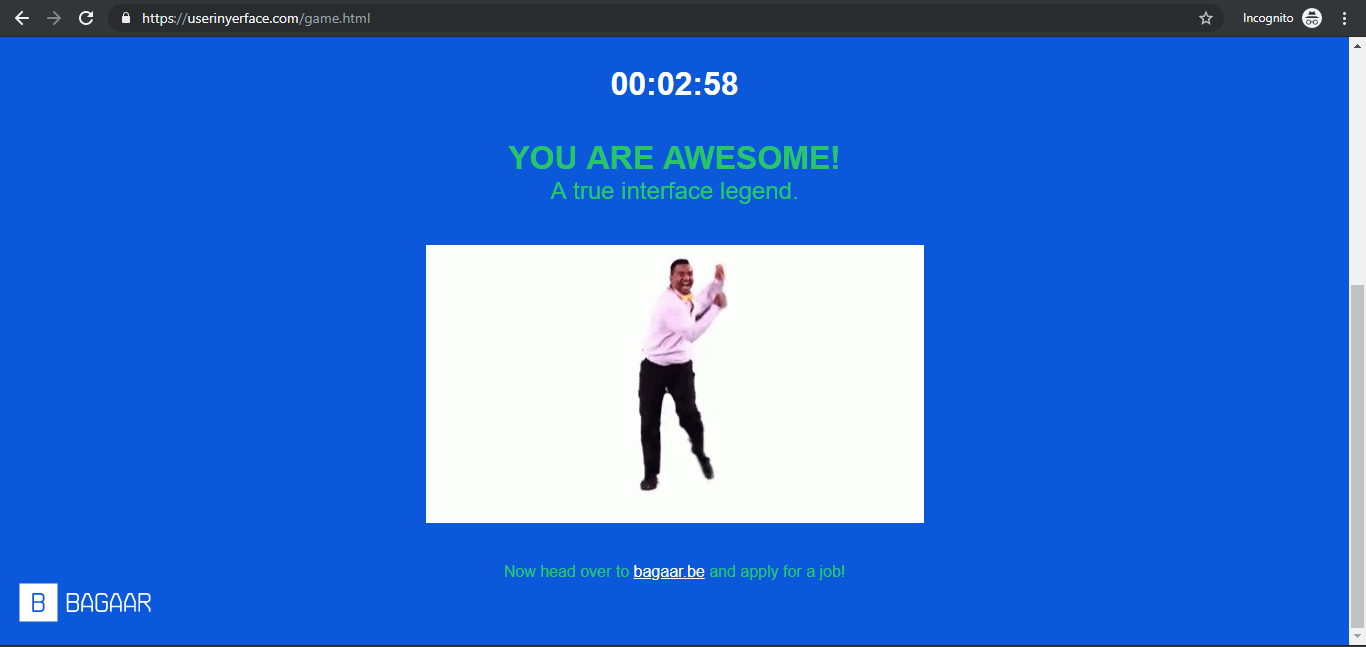 https://userinyerface.com/game.html
Incognito
00:02:58
YOU ARE AWESOME!
A true interface legend.
Now head over to bagaar.be and apply for a job!
B BAGAAR